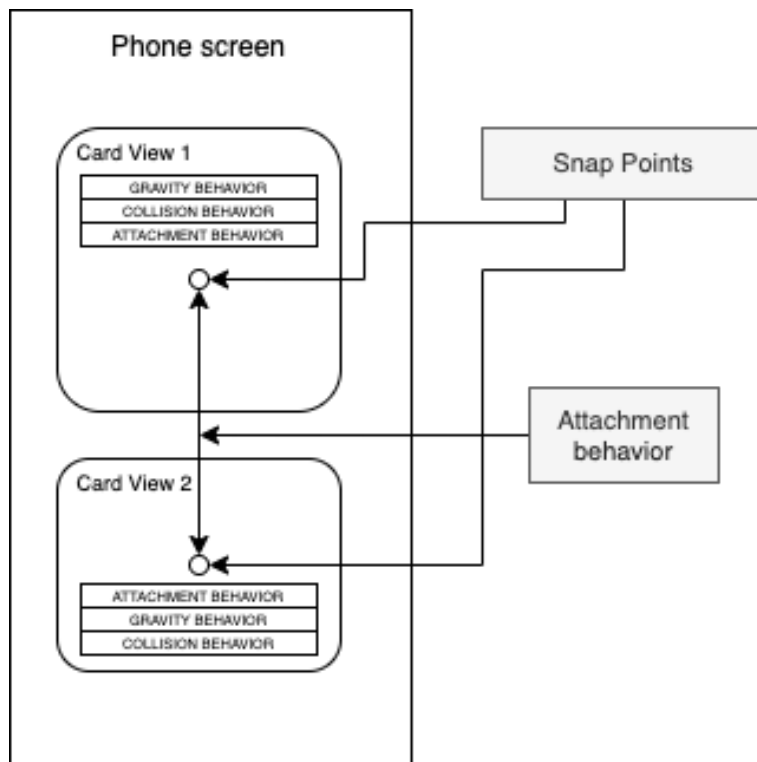 Phone screen
Card View 1
GRAVITY BEHAVIOR
COLLISION BEHAVIOR
ATTACHMENT BEHAVIOR
Snap Points
Attachment
behavior
Card View 2
ATTACHMENT BEHAVIOR
GRAVITY BEHAVIOR
COLLISION BEHAVIOR